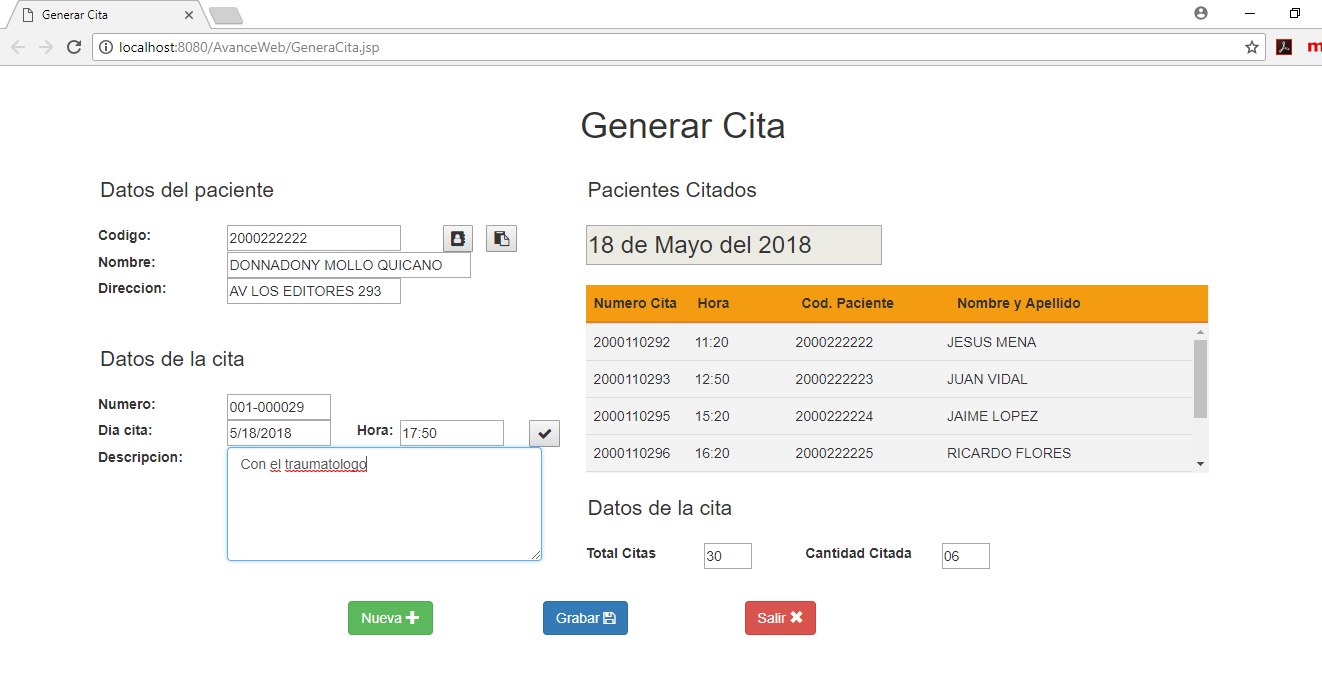 Generar Cita
localhost:8080/AvanceWeb/GeneraCita.jsp
Generar Cita
Datos del paciente
Codigo: 2000222222
Nombre: DONNADONY MOLLO QUICANO
Direccion: AV LOS EDITORES 293
Datos de la cita
Numero: 001-000029
Dia cita: 5/18/2018 Hora: 17:50
Descripcion: Con el traumatologo
Pacientes Citados
18 de Mayo del 2018
Numero Cita Hora Cod. Paciente Nombre y Apellido
2000110292 11:20 2000222222 JESUS MENA
2000110293 12:50 2000222223 JUAN VIDAL
2000110295 15:20 2000222224 JAIME LOPEZ
2000110296 16:20 2000222225 RICARDO FLORES
Datos de la cita
Total Citas 30 Cantidad Citada 06
Nueva Grabar Salir